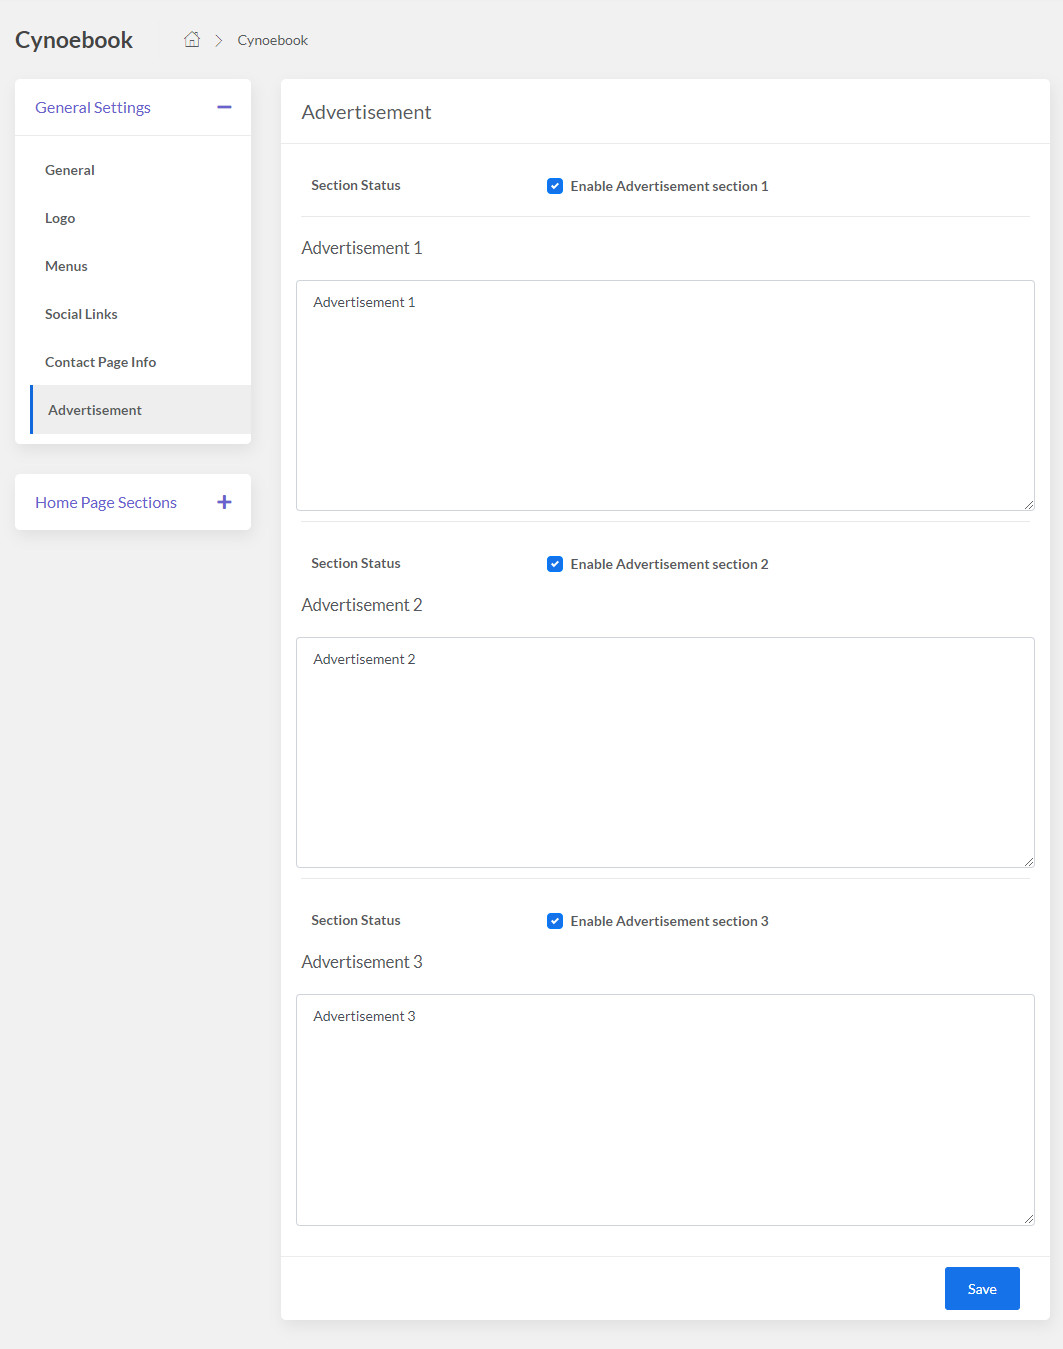 Cynoebook
Cynoebook
General Settings
General
Logo
Menus
Social Links
Contact Page Info
Advertisement
Home Page Sections
Advertisement
Section Status
Enable Advertisement section 1
Advertisement 1
Advertisement 1
Section Status
Enable Advertisement section 2
Advertisement 2
Advertisement 2
Section Status
Enable Advertisement section 3
Advertisement 3
Advertisement 3
Save